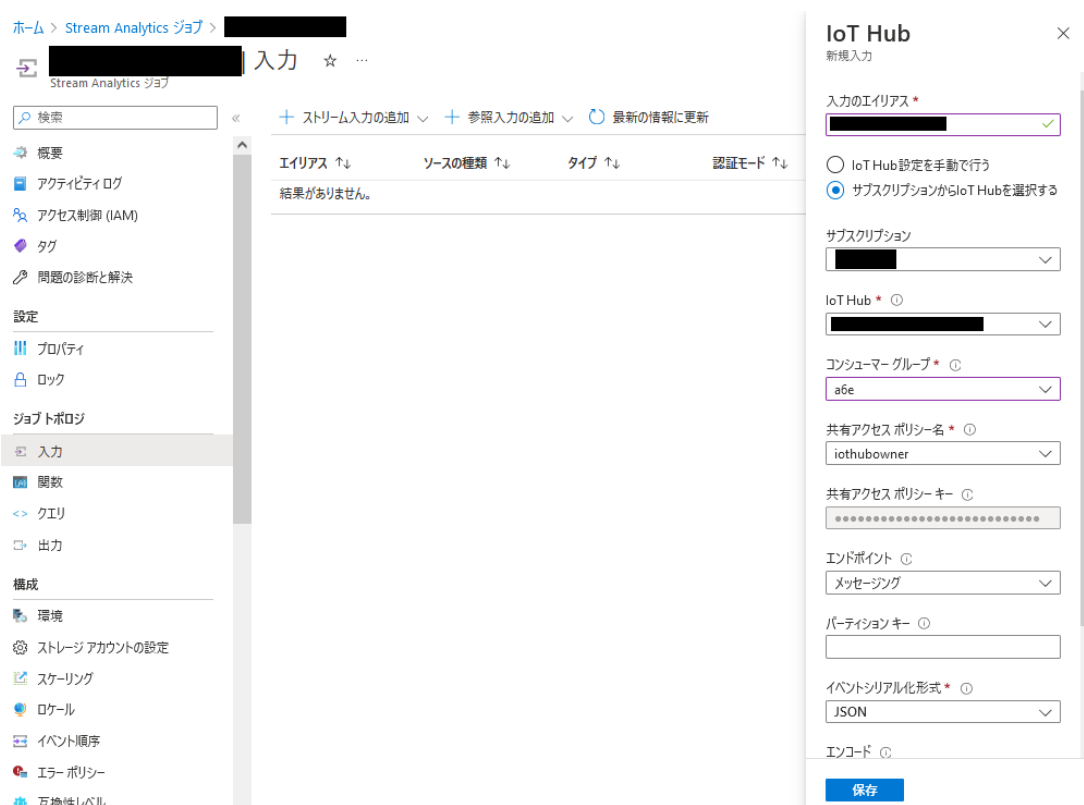 ホーム > Stream Analytics ジョブ >
| 入力 ☆ …
Stream Analytics ジョブ
検索 «
概要
アクティビティ ログ
アクセス制御 (IAM)
タグ
問題の診断と解決
設定
プロパティ
ロック
ジョブ トポロジ
入力
関数
クエリ
出力
構成
環境
ストレージ アカウントの設定
スケーリング
ロケール
イベント順序
エラー ポリシー
互換性レベル
+ ストリーム入力の追加 + 参照入力の追加 最新の情報に更新
エイリアス ↑↓ ソースの種類 ↑↓ タイプ ↑↓ 認証モード ↑↓
結果がありません。
IoT Hub
新規入力
入力のエイリアス *
IoT Hub設定を手動で行う
サブスクリプションからIoT Hubを選択する
サブスクリプション
IoT Hub *
コンシューマー グループ *
a6e
共有アクセス ポリシー名 *
iothubowner
共有アクセス ポリシー キー
エンドポイント
メッセージング
パーティション キー
イベントシリアル化形式 *
JSON
エンコード
保存